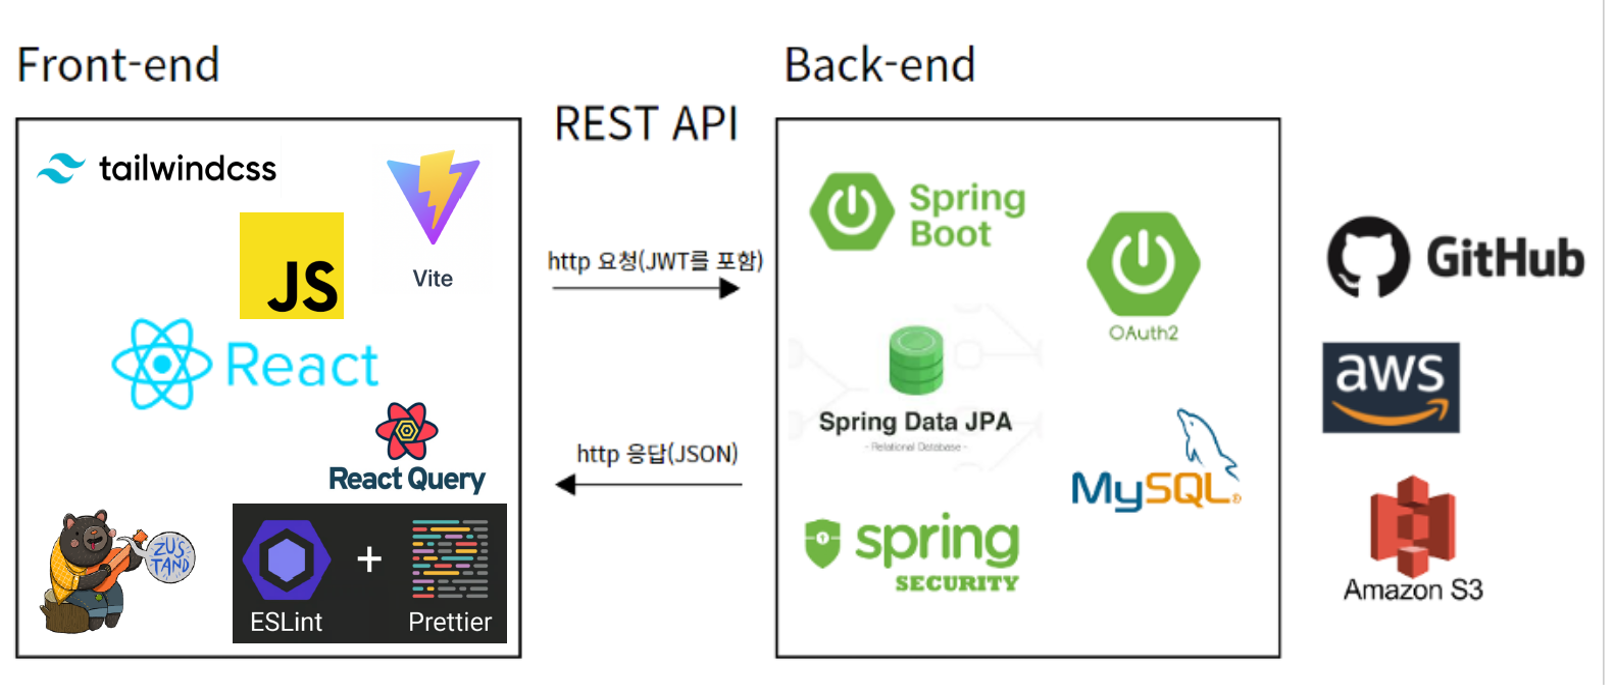 Front-end
Back-end
REST API
tailwindcss
Vite
JS
React
React Query
ZUSTAND
ESLint
+
Prettier
http 요청(JWT를 포함)
http 응답(JSON)
Spring
Boot
OAuth2
Spring Data JPA
- Relational Database -
MySQL
spring
SECURITY
GitHub
aws
Amazon S3